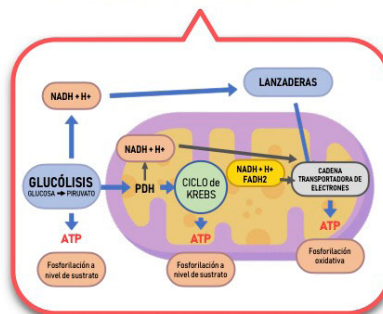 LANZADERAS
NADH + H+
NADH + H+
GLUCÓLISIS
GLUCOSA → PIRUVATO
PDH
CICLO de
KREBS
NADH + H+
FADH2
CADENA
TRANSPORTADORA DE
ELECTRONES
ATP
ATP
ATP
Fosforilación a
nivel de sustrato
Fosforilación a
nivel de sustrato
Fosforilación
oxidativa